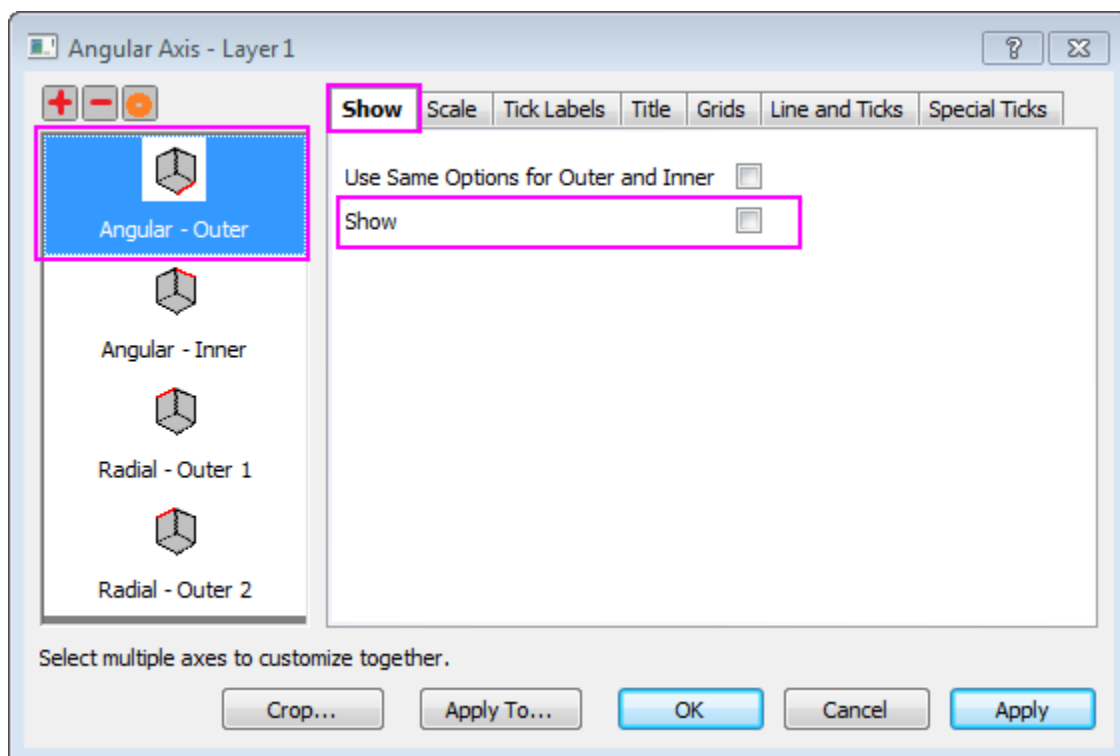 Angular Axis - Layer 1
Show Scale Tick Labels Title Grids Line and Ticks Special Ticks
Angular - Outer
Angular - Inner
Radial - Outer 1
Radial - Outer 2
Use Same Options for Outer and Inner
Show
Select multiple axes to customize together.
Crop... Apply To... OK Cancel Apply